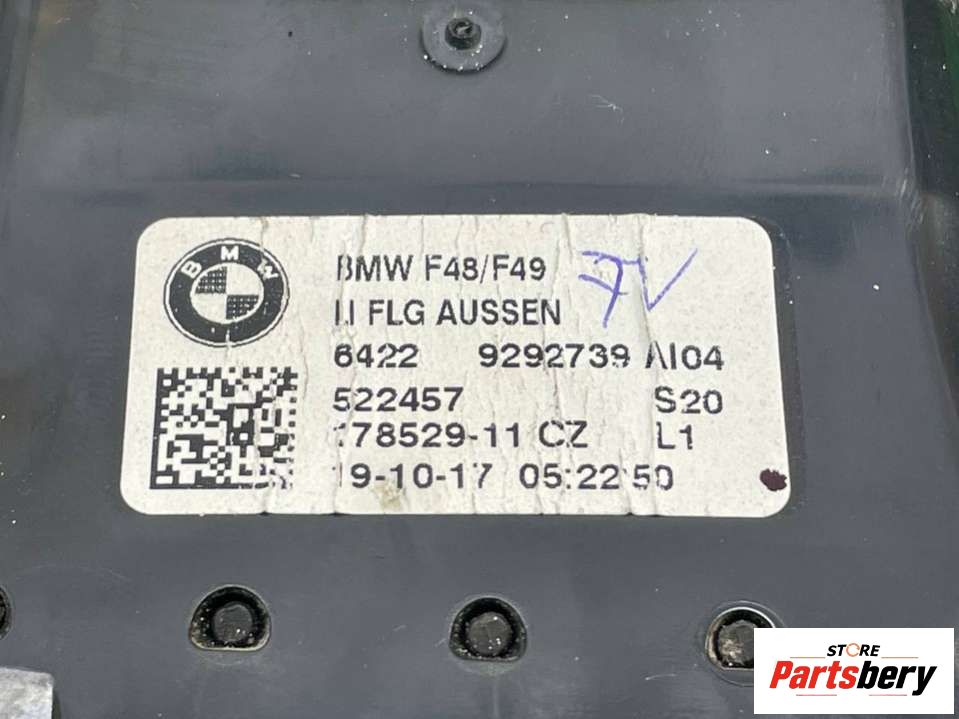 BMW
BMW F48/F49
LI FLG AUSSEN
6422 9292739 AI04
522457 S20
178529-11 CZ L1
19-10-17 05:22:50
STORE
Partsbery